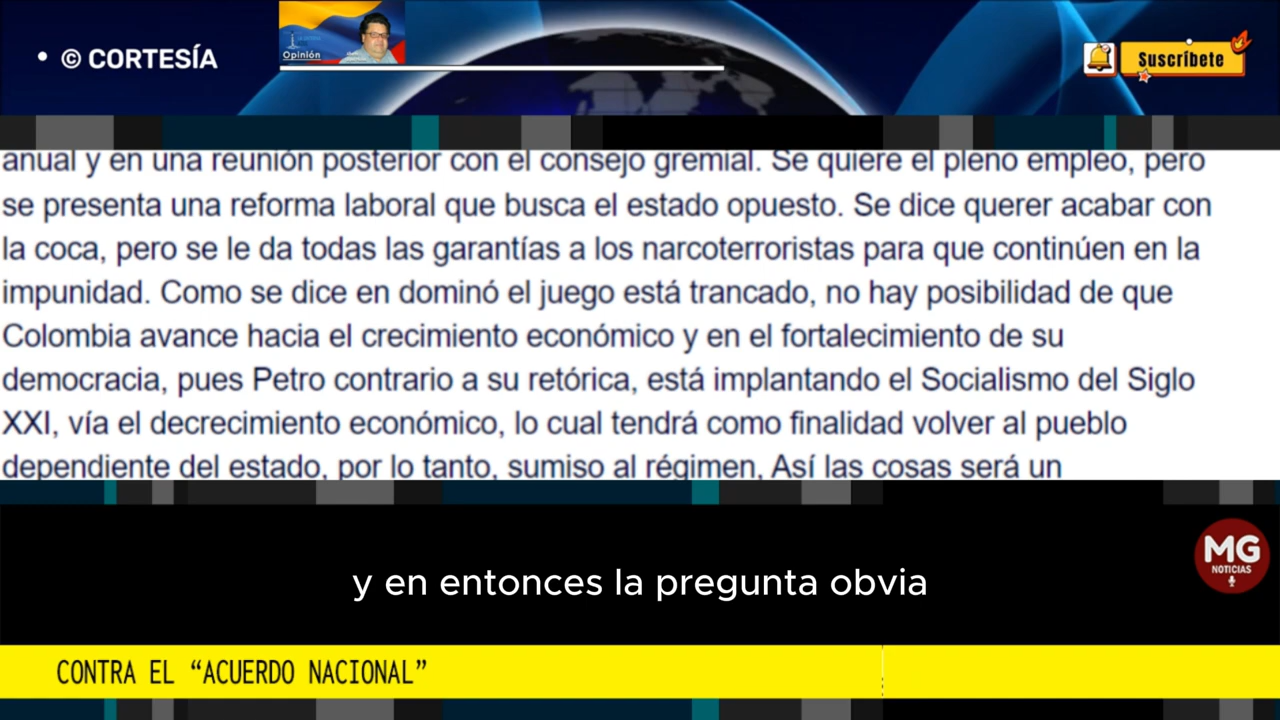 • © CORTESÍA
Opinión
Suscríbete
anual y en una reunión posterior con el consejo gremial. Se quiere el pleno empleo, pero
se presenta una reforma laboral que busca el estado opuesto. Se dice querer acabar con
la coca, pero se le da todas las garantías a los narcoterroristas para que continúen en la
impunidad. Como se dice en dominó el juego está trancado, no hay posibilidad de que
Colombia avance hacia el crecimiento económico y en el fortalecimiento de su
democracia, pues Petro contrario a su retórica, está implantando el Socialismo del Siglo
XXI, vía el decrecimiento económico, lo cual tendrá como finalidad volver al pueblo
dependiente del estado, por lo tanto, sumiso al régimen, Así las cosas será un
MG
NOTICIAS
y en entonces la pregunta obvia
CONTRA EL “ACUERDO NACIONAL”